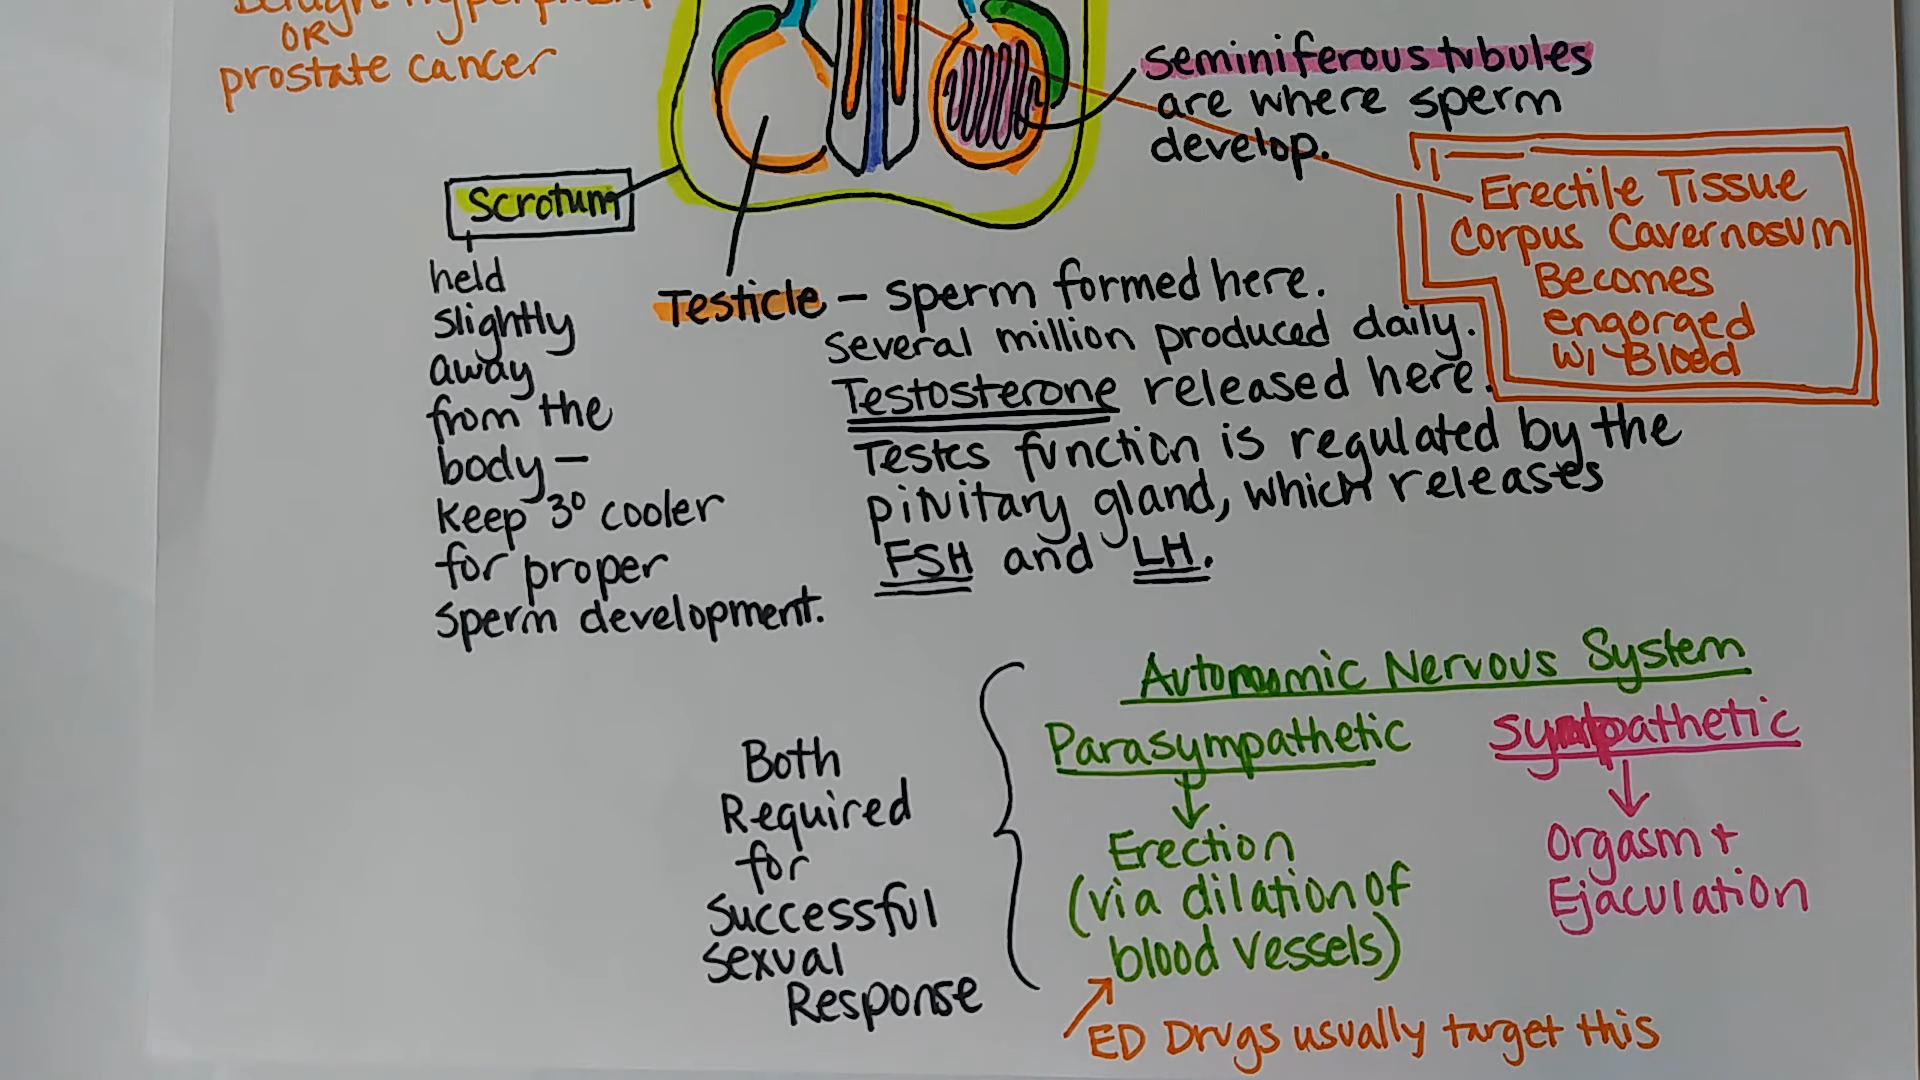 Benign Hyperplasia
OR
prostate cancer
seminiferous tubules
are where sperm
develop.
Scrotum
held
slightly
away
from the
body –
keep 3° cooler
for proper
sperm development.
Erectile Tissue
Corpus Cavernosum
Becomes
engorged
w/ Blood
Testicle – sperm formed here.
several million produced daily.
Testosterone released here.
Testes function is regulated by the
pituitary gland, which releases
FSH and LH.
Both
Required
for
Successful
Sexual
Response
Autonomic Nervous System
Parasympathetic
Erection
(via dilation of
blood vessels)
ED Drugs usually target this
Sympathetic
Orgasm +
Ejaculation